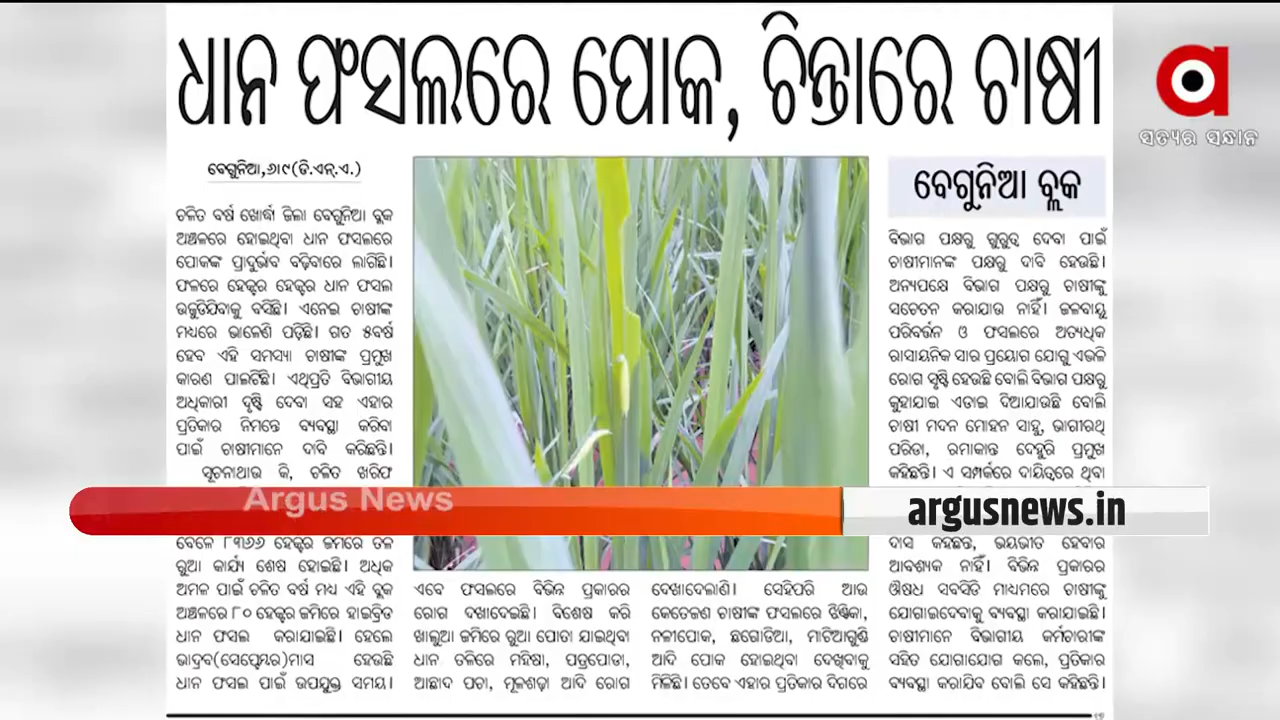 ଧାନ ଫସଲରେ ପୋକ, ଚିନ୍ତାରେ ଚାଷୀ
ସତ୍ୟର ସନ୍ଧାନ
ବେଗୁନିଆ,୬ା୯(ଡି.ଏନ୍.ଏ.)
ଚଳିତ ବର୍ଷ ଖୋର୍ଦ୍ଧା ଜିଲା ବେଗୁନିଆ ବ୍ଲକ
ଅଞ୍ଚଳରେ ହୋଇଥିବା ଧାନ ଫସଲରେ
ପୋକଙ୍କ ପ୍ରାଦୁର୍ଭାବ ବଢ଼ିବାରେ ଲାଗିଛି।
ଫଳରେ ହେକ୍ଟର ହେକ୍ଟର ଧାନ ଫସଲ
ଉଜୁଡିଯିବାକୁ ବସିଛି। ଏନେଇ ଚାଷୀଙ୍କ
ମଧ୍ୟରେ ଭାଳେଣି ପଡ଼ିଛି। ଗତ ୫ବର୍ଷ
ହେବ ଏହି ସମସ୍ୟା ଚାଷୀଙ୍କ ପ୍ରମୁଖ
କାରଣ ପାଲଟିଛି। ଏଥିପ୍ରତି ବିଭାଗୀୟ
ଅଧିକାରୀ ଦୃଷ୍ଟି ଦେବା ସହ ଏହାର
ପ୍ରତିକାର ନିମନ୍ତେ ବ୍ୟବସ୍ଥା କରିବା
ପାଇଁ ଚାଷୀମାନେ ଦାବି କରିଛନ୍ତି।
ସୂଚନାଥାଉ କି, ଚଳିତ ଖରିଫ
ବେଳେ ୮୩୬୬ ହେକ୍ଟର ଜମିରେ ତଳ
ରୁଆ କାର୍ଯ୍ୟ ଶେଷ ହୋଇଛି। ଅଧିକ
ଅମଳ ପାଇଁ ଚଳିତ ବର୍ଷ ମଧ୍ୟ ଏହି ବ୍ଲକ
ଅଞ୍ଚଳରେ ୮୦ ହେକ୍ଟର ଜମିରେ ହାଇବ୍ରିଡ
ଧାନ ଫସଲ କରାଯାଇଛି। ହେଲେ
ଭାଦ୍ରବ(ସେପ୍ଟେମ୍ବର)ମାସ ହେଉଛି
ଧାନ ଫସଲ ପାଇଁ ଉପଯୁକ୍ତ ସମୟ।
ଏବେ ଫସଲରେ ବିଭିନ୍ନ ପ୍ରକାରର
ରୋଗ ଦେଖାଦେଇଛି। ବିଶେଷ କରି
ଖାଲୁଆ ଜମିରେ ରୁଆ ପୋତା ଯାଇଥିବା
ଧାନ ତଳିରେ ମହିଷା, ପତ୍ରପୋଡା,
ଆଛାଦ ପଚା, ମୂଳଶଢ଼ା ଆଦି ରୋଗ
ଦେଖାଦେଲାଣି। ସେହିପରି ଆଉ
କେତେଜଣ ଚାଷୀଙ୍କ ଫସଲରେ ଝିଣ୍ଟିକା,
ନଳୀପୋକ, ଛଗୋଡିଆ, ମାଟିଆଗୁଣ୍ଡି
ଆଦି ପୋକ ହୋଇଥିବା ଦେଖିବାକୁ
ମିଳିଛି। ତେବେ ଏହାର ପ୍ରତିକାର ଦିଗରେ
ବେଗୁନିଆ ବ୍ଲକ
ବିଭାଗ ପକ୍ଷରୁ ଗୁରୁତ୍ୱ ଦେବା ପାଇଁ
ଚାଷୀମାନଙ୍କ ପକ୍ଷରୁ ଦାବି ହେଉଛି।
ଅନ୍ୟପକ୍ଷେ ବିଭାଗ ପକ୍ଷରୁ ଚାଷୀଙ୍କୁ
ସଚେତନ କରାଯାଉ ନାହିଁ। ଜଳବାୟୁ
ପରିବର୍ତ୍ତନ ଓ ଫସଲରେ ଅତ୍ୟଧିକ
ରାସାୟନିକ ସାର ପ୍ରୟୋଗ ଯୋଗୁ ଏଭଳି
ରୋଗ ସୃଷ୍ଟି ହେଉଛି ବୋଲି ବିଭାଗ ପକ୍ଷରୁ
କୁହାଯାଇ ଏଡାଇ ଦିଆଯାଉଛି ବୋଲି
ଚାଷୀ ମଦନ ମୋହନ ସାହୁ, ଭାଗୀରଥି
ପରିଡା, ରମାକାନ୍ତ ଦେହୁରି ପ୍ରମୁଖ
କହିଛନ୍ତି। ଏ ସମ୍ପର୍କରେ ଦାୟିତ୍ୱରେ ଥିବା
ଦାସ କହିଛନ୍ତି, ଭୟଭୀତ ହେବାର
ଆବଶ୍ୟକ ନାହିଁ। ବିଭିନ୍ନ ପ୍ରକାରର
ଔଷଧ ସବସିଡି ମାଧ୍ୟମରେ ଚାଷୀଙ୍କୁ
ଯୋଗାଇଦେବାକୁ ବ୍ୟବସ୍ଥା କରାଯାଇଛି।
ଚାଷୀମାନେ ବିଭାଗୀୟ କର୍ମଚାରୀଙ୍କ
ସହିତ ଯୋଗାଯୋଗ କଲେ, ପ୍ରତିକାର
ବ୍ୟବସ୍ଥା କରାଯିବ ବୋଲି ସେ କହିଛନ୍ତି।
Argus News
argusnews.in